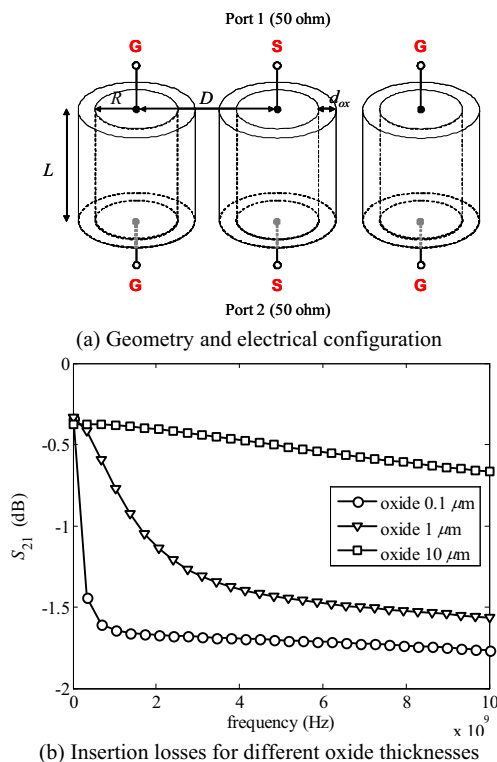 Port 1 (50 ohm)
G S G
R D d_ox
L
G S G
Port 2 (50 ohm)
(a) Geometry and electrical configuration
0
-0.5
-1
-1.5
-2
S21 (dB)
oxide 0.1 μm
oxide 1 μm
oxide 10 μm
0 2 4 6 8 10
frequency (Hz)
x 10^9
(b) Insertion losses for different oxide thicknesses